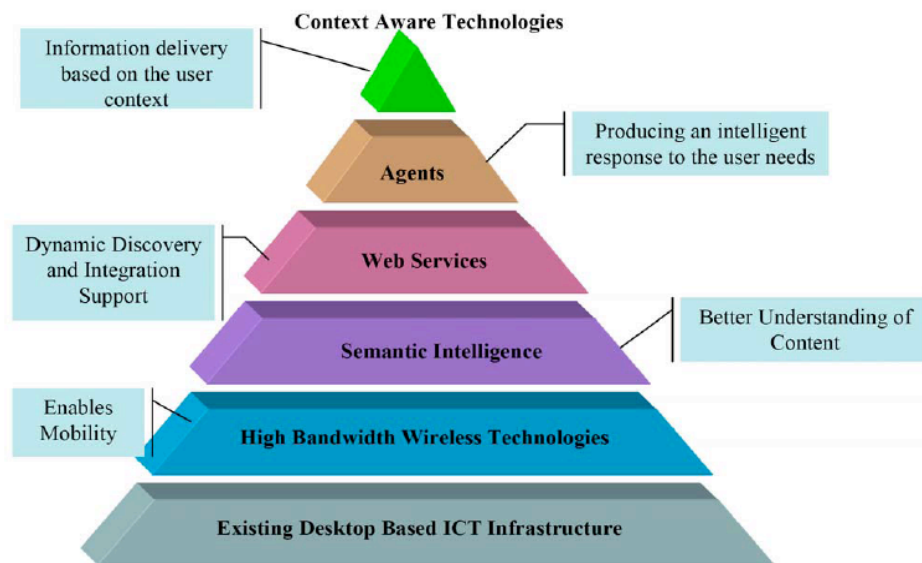 Context Aware Technologies
Information delivery
based on the user
context
Producing an intelligent
response to the user needs
Agents
Dynamic Discovery
and Integration
Support
Web Services
Better Understanding of
Content
Semantic Intelligence
Enables
Mobility
High Bandwidth Wireless Technologies
Existing Desktop Based ICT Infrastructure